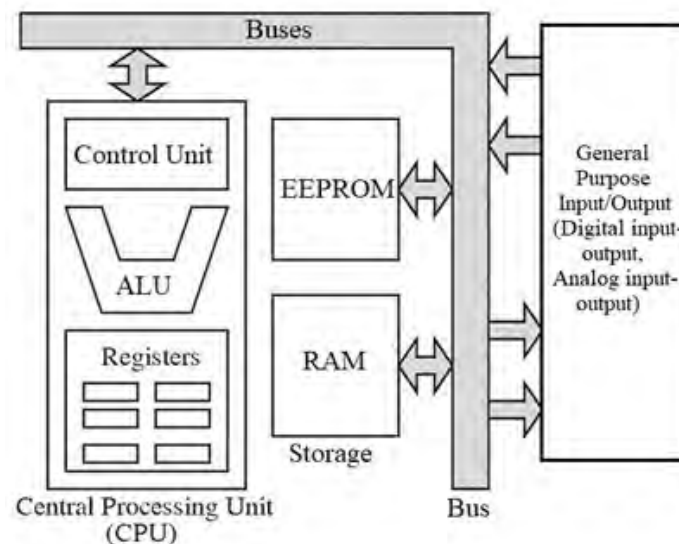 Buses
Control Unit
ALU
Registers
Central Processing Unit
(CPU)
EEPROM
RAM
Storage
Bus
General
Purpose
Input/Output
(Digital input-
output,
Analog input-
output)